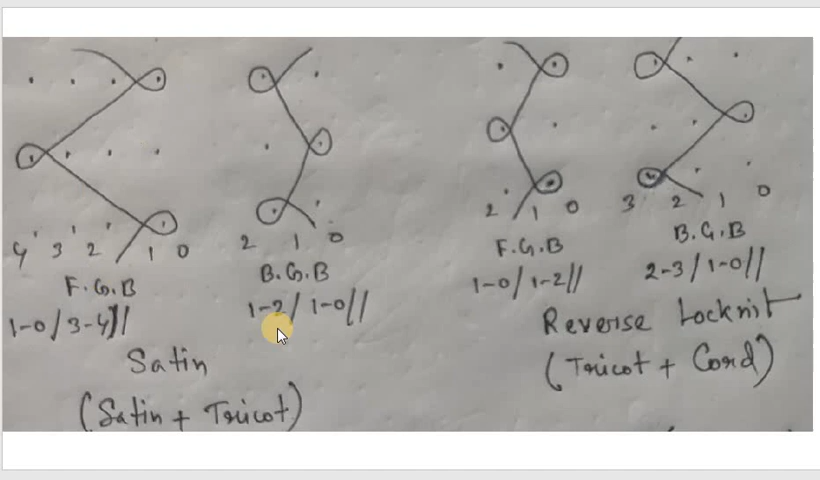 4 3 2 1 0
F.G.B
1-0/3-4//
2 1 0
B.G.B
1-2/1-0//
Satin
(Satin + Tricot)
2 1 0
F.G.B
1-0/1-2//
3 2 1 0
B.G.B
2-3/1-0//
Reverse Locknit
(Tricot + Cord)